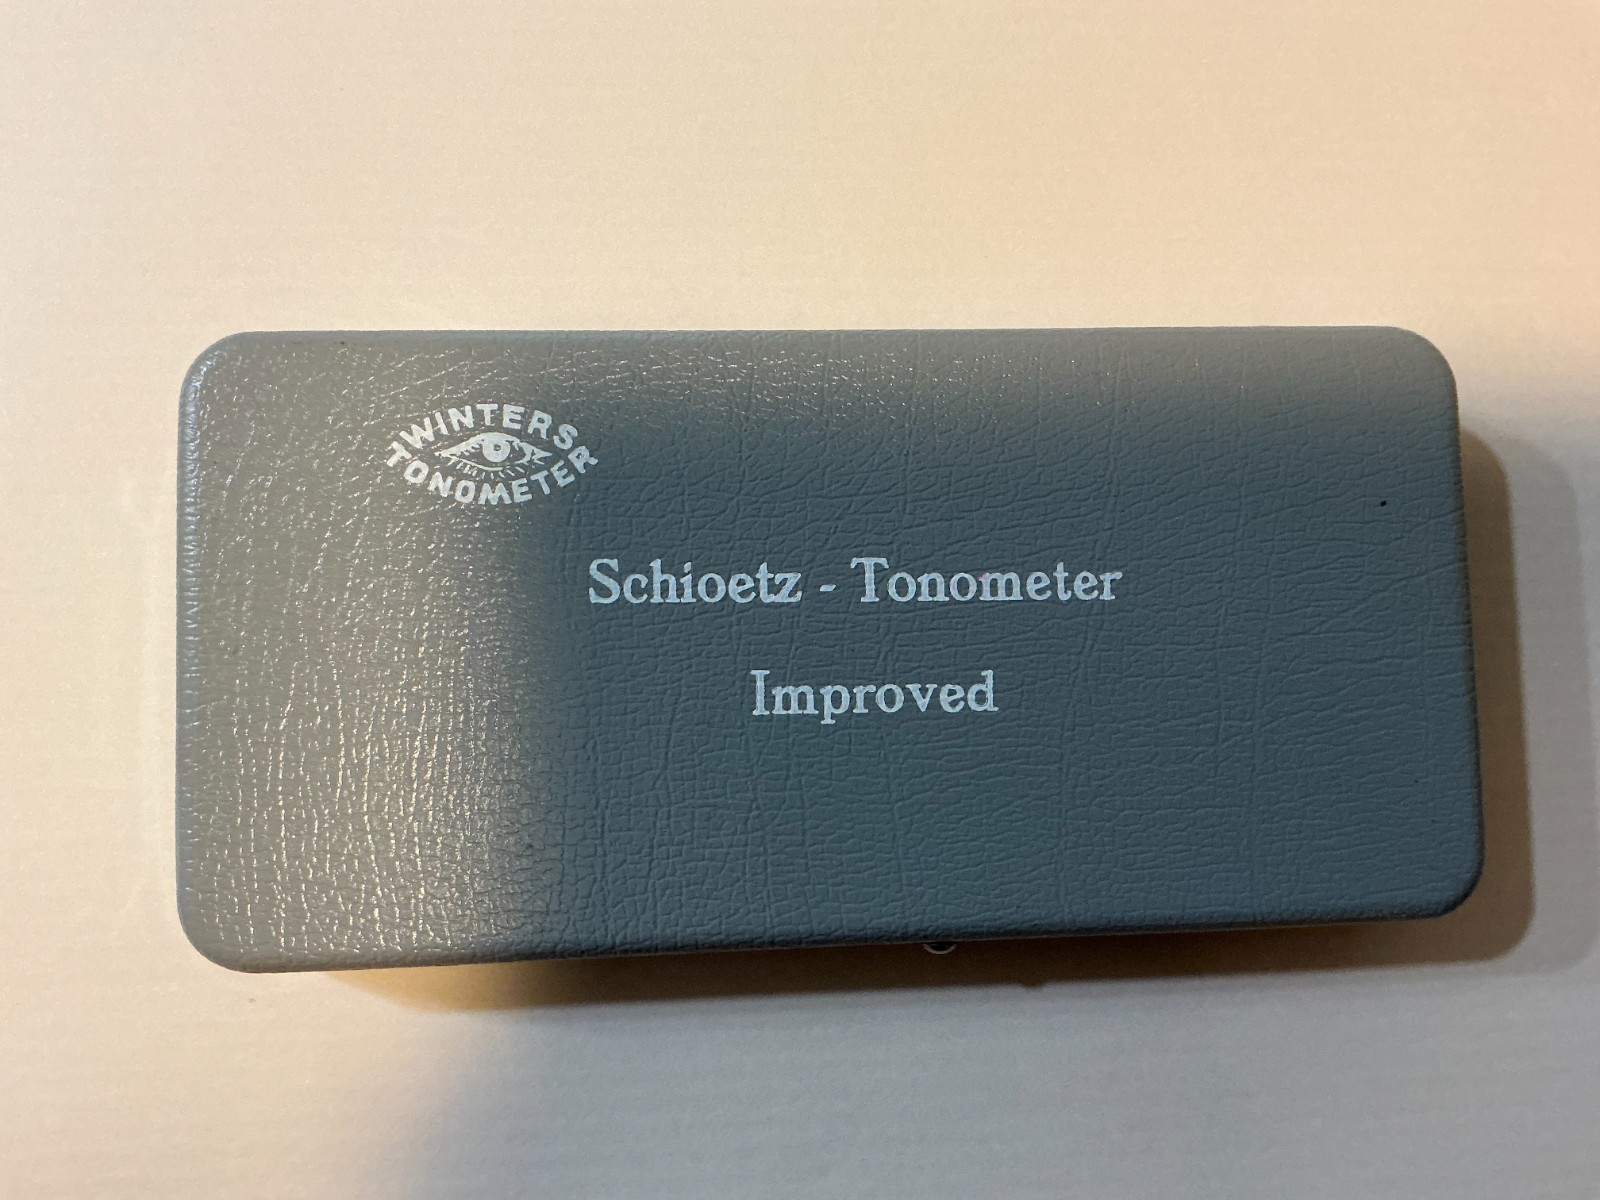 WINTERS
TONOMETER
Schioetz - Tonometer
Improved